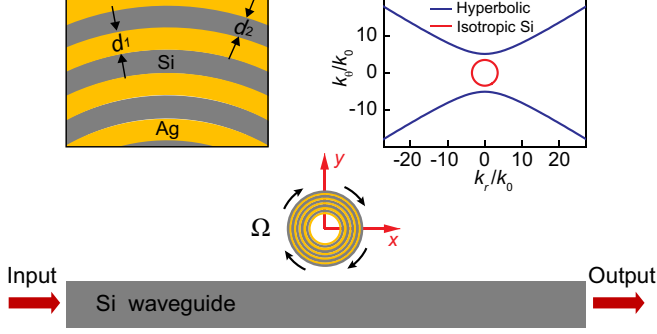 d1
d2
Si
Ag
Hyperbolic
Isotropic Si
kθ/k0
10
0
-10
-20 -10 0 10 20
kr/k0
y
Ω
x
Input
Output
Si waveguide